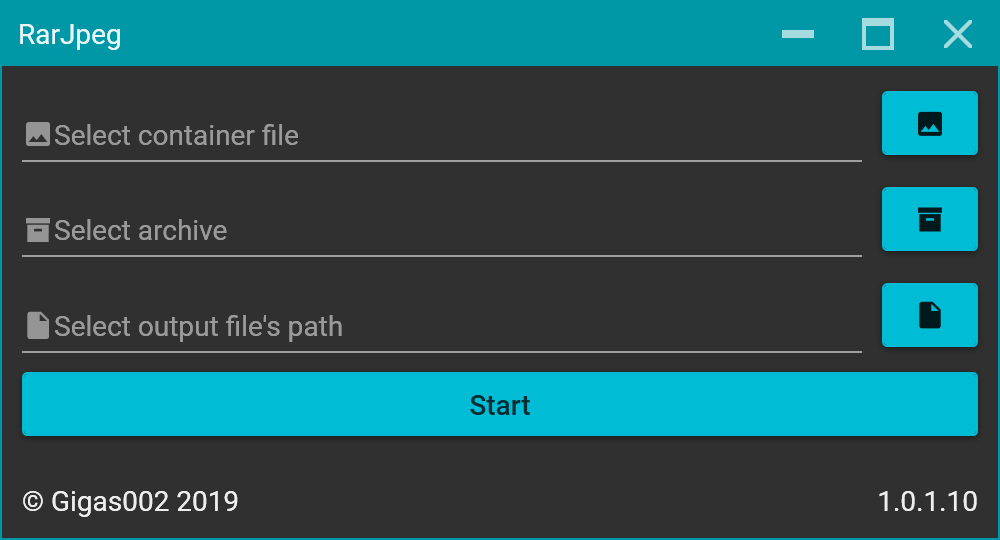 RarJpeg
Select container file
Select archive
Select output file's path
Start
© Gigas002 2019
1.0.1.10